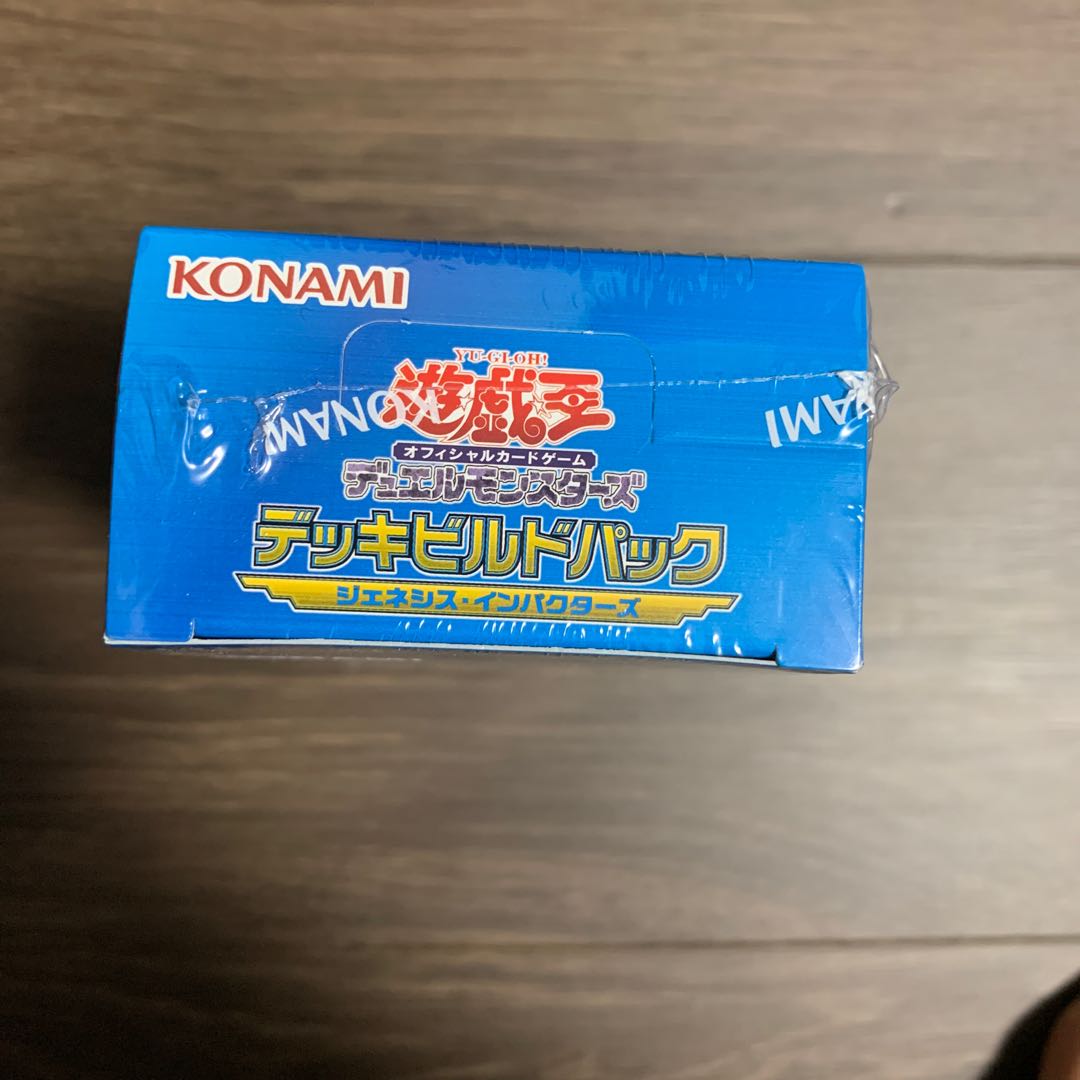 KONAMI
YU-GI-OH!
遊戯王
KONAMI
KONAMI
オフィシャルカードゲーム
デュエルモンスターズ
デッキビルドパック
ジェネシス・インパクターズ